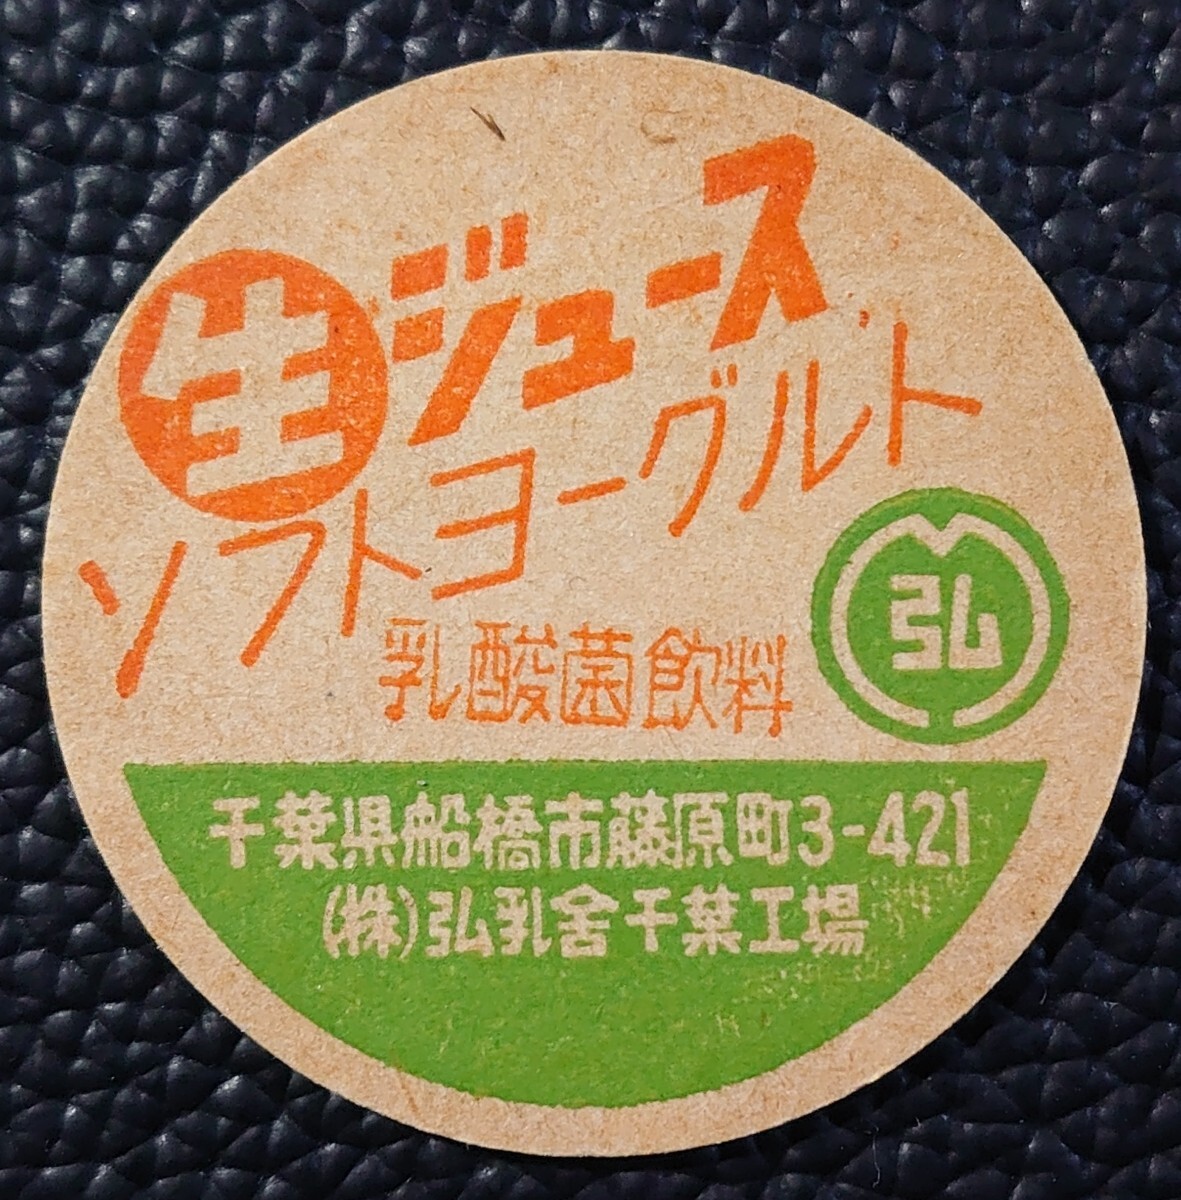 生ジュース
ソフトヨーグルト
乳酸菌飲料
弘
千葉県船橋市藤原町3-421
(株)弘乳舎千葉工場